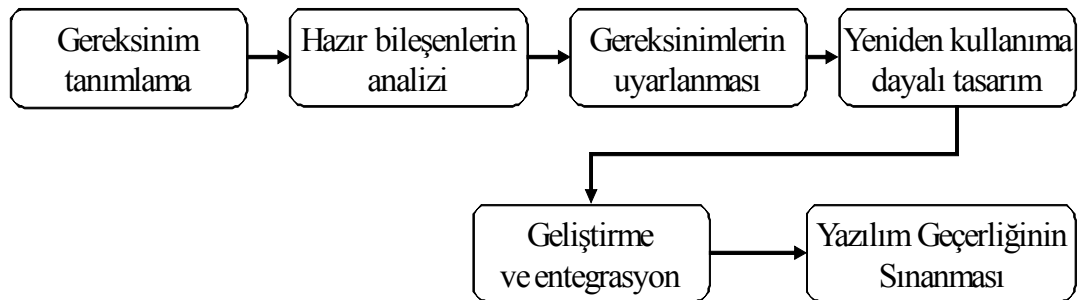 Gereksinim
tanımlama
Hazır bileşenlerin
analizi
Gereksinimlerin
uyarlanması
Yeniden kullanıma
dayalı tasarım
Geliştirme
ve entegrasyon
Yazılım Geçerliğinin
Sınanması